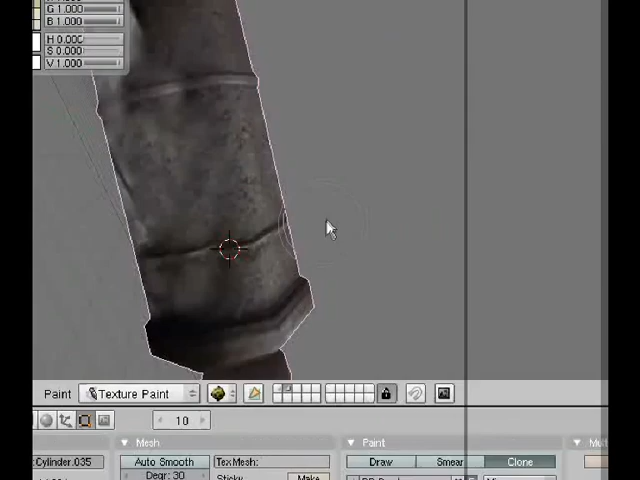 G 1.000
B 1.000
H 0.000
S 0.000
V 1.000
Paint Texture Paint
10
Mesh Paint
:Cylinder.035 Auto Smooth TexMesh: Draw Smear Clone
Degr: 30 Sticky Make